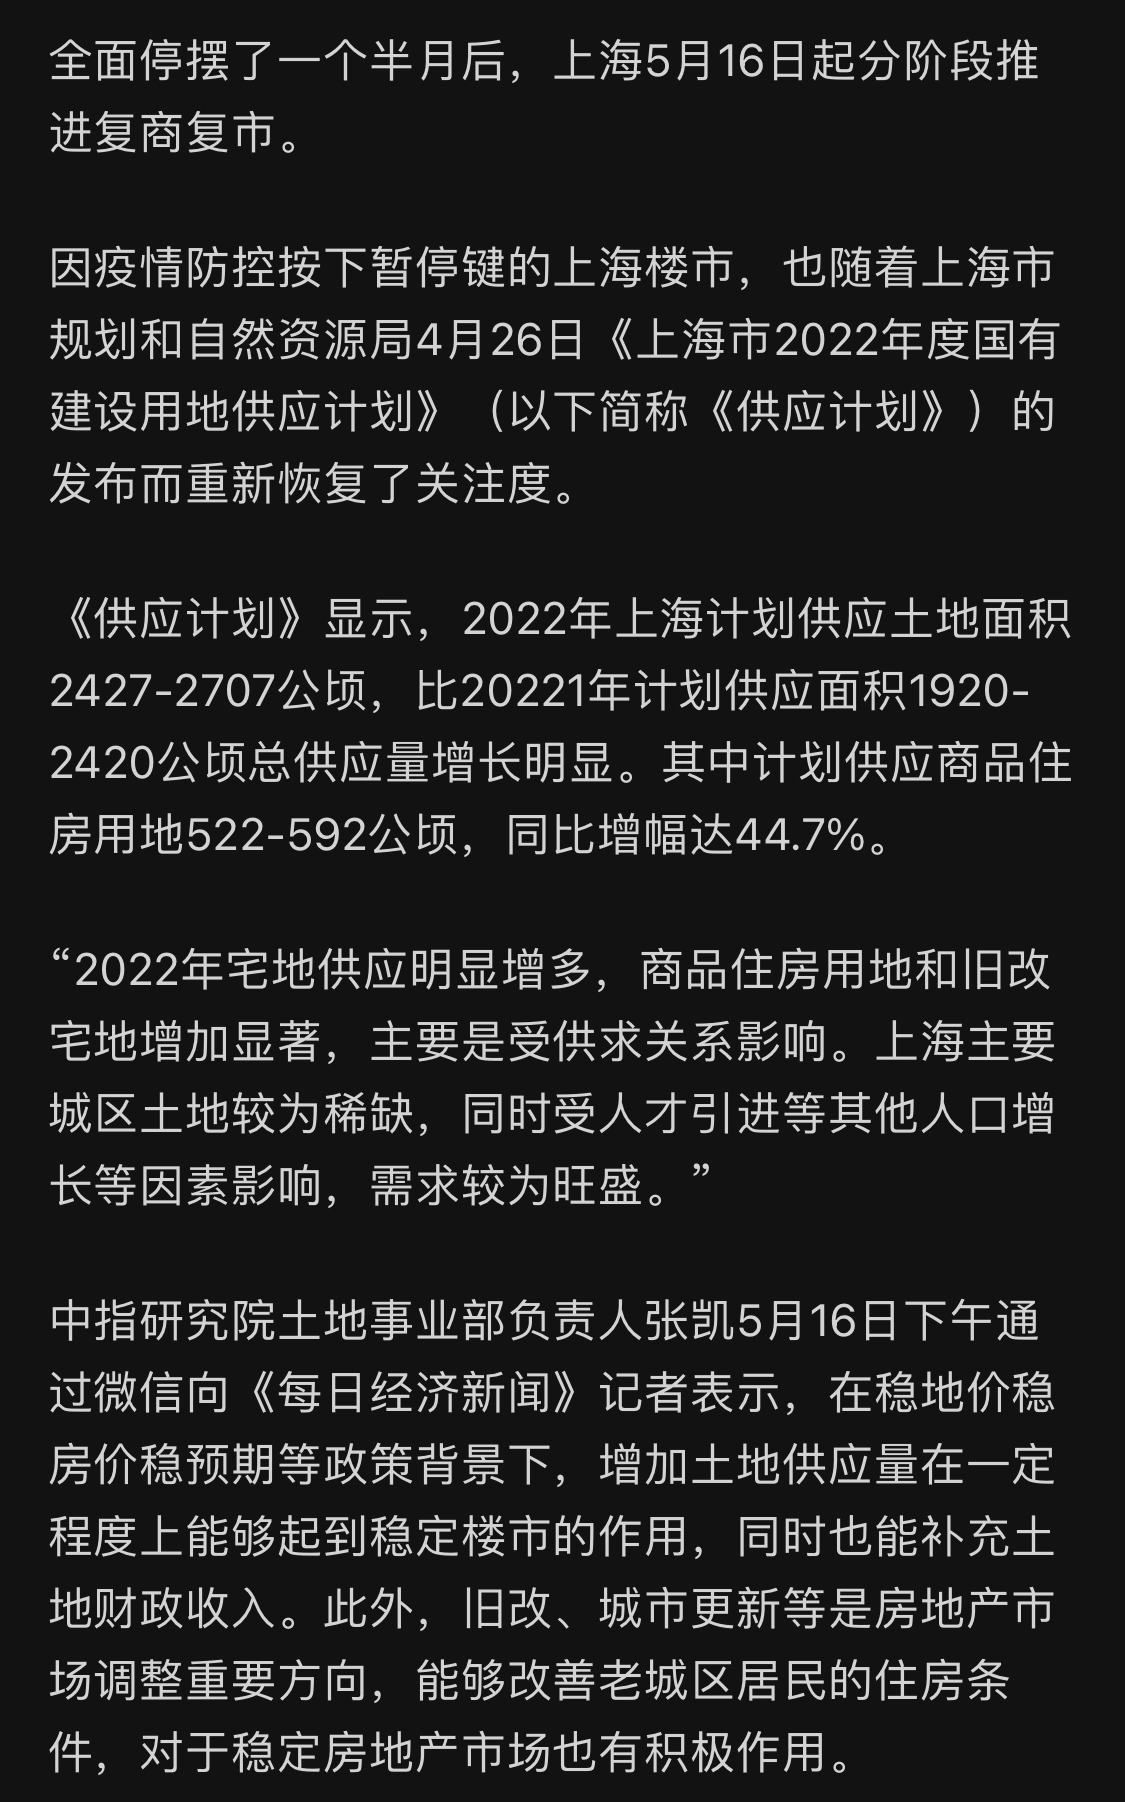 全面停摆了一个半月后，上海5月16日起分阶段推
进复商复市。
因疫情防控按下暂停键的上海楼市，也随着上海市
规划和自然资源局4月26日《上海市2022年度国有
建设用地供应计划》（以下简称《供应计划》）的
发布而重新恢复了关注度。
《供应计划》显示，2022年上海计划供应土地面积
2427-2707公顷，比20221年计划供应面积1920-
2420公顷总供应量增长明显。其中计划供应商品住
房用地522-592公顷，同比增幅达44.7%。
“2022年宅地供应明显增多，商品住房用地和旧改
宅地增加显著，主要是受供求关系影响。上海主要
城区土地较为稀缺，同时受人才引进等其他人口增
长等因素影响，需求较为旺盛。”
中指研究院土地事业部负责人张凯5月16日下午通
过微信向《每日经济新闻》记者表示，在稳地价稳
房价稳预期等政策背景下，增加土地供应量在一定
程度上能够起到稳定楼市的作用，同时也能补充土
地财政收入。此外，旧改、城市更新等是房地产市
场调整重要方向，能够改善老城区居民的住房条
件，对于稳定房地产市场也有积极作用。